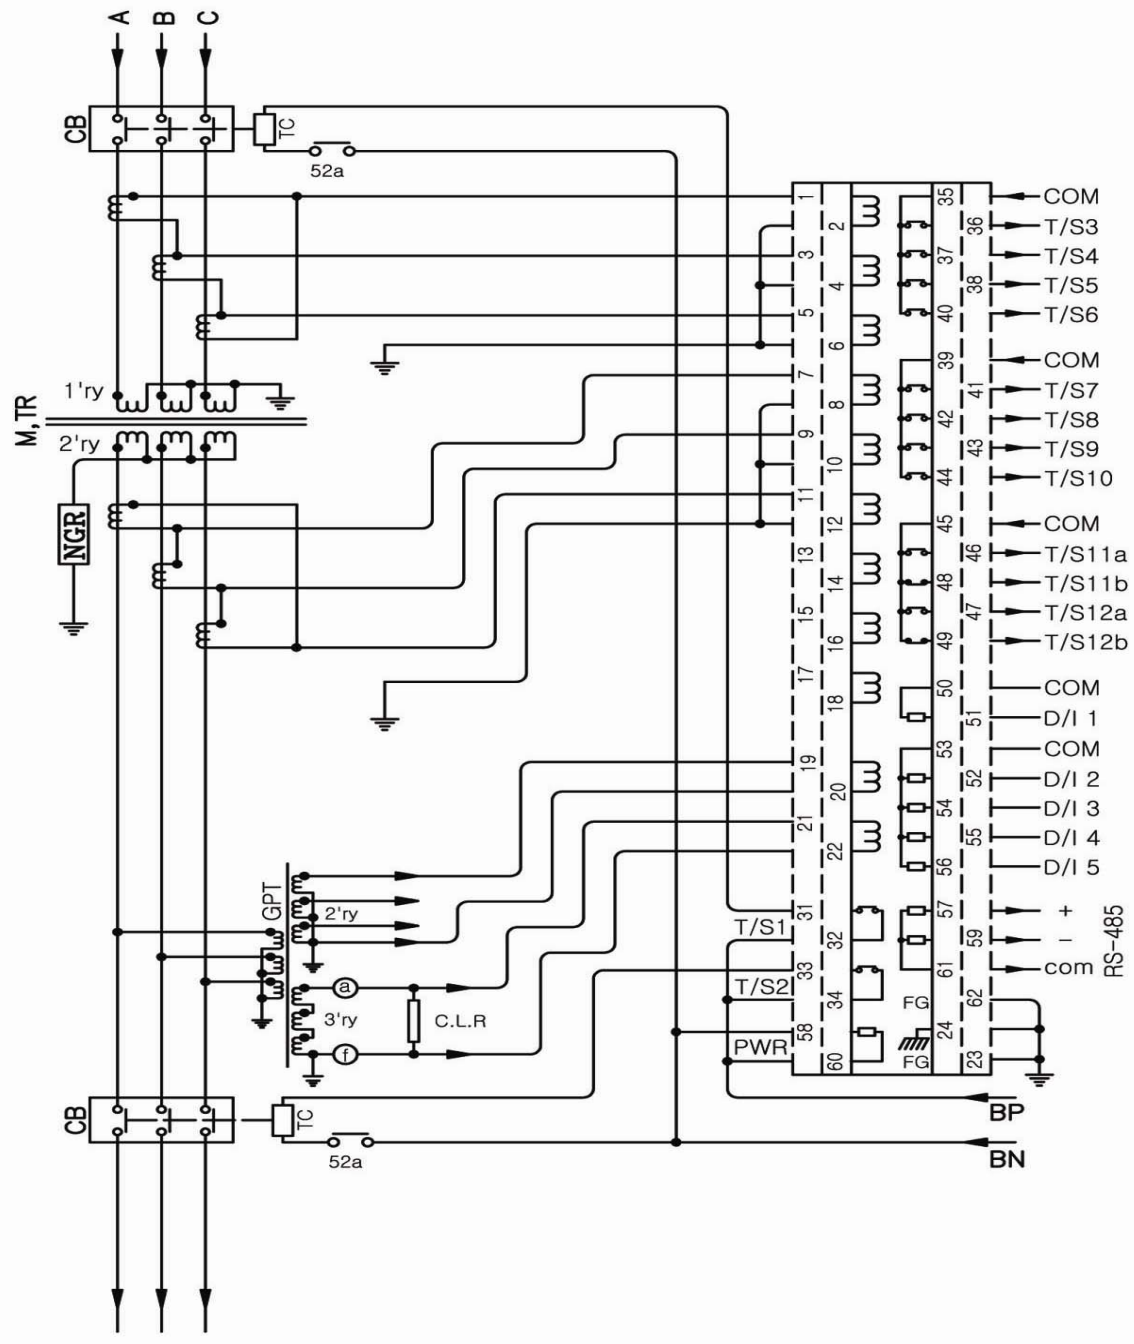 A B C
CB
TC
52a
1 35 COM
2 36 T/S3
3 37 T/S4
4 38 T/S5
5 40 T/S6
6
39 COM
7 41 T/S7
8 42 T/S8
9 43 T/S9
10 44 T/S10
11
12 45 COM
13 46 T/S11a
14 48 T/S11b
15 47 T/S12a
16 49 T/S12b
17
18 50 COM
51 D/I 1
19 53 COM
20 52 D/I 2
21 54 D/I 3
22 55 D/I 4
56 D/I 5
31 57 +
T/S1
32 59 -
33 61 com
RS-485
T/S2
34 FG 62
58 24
PWR
60 FG 23
BP
BN
M,TR
1'ry
2'ry
NGR
GPT
2'ry
a
3'ry
C.L.R
f
CB
TC
52a